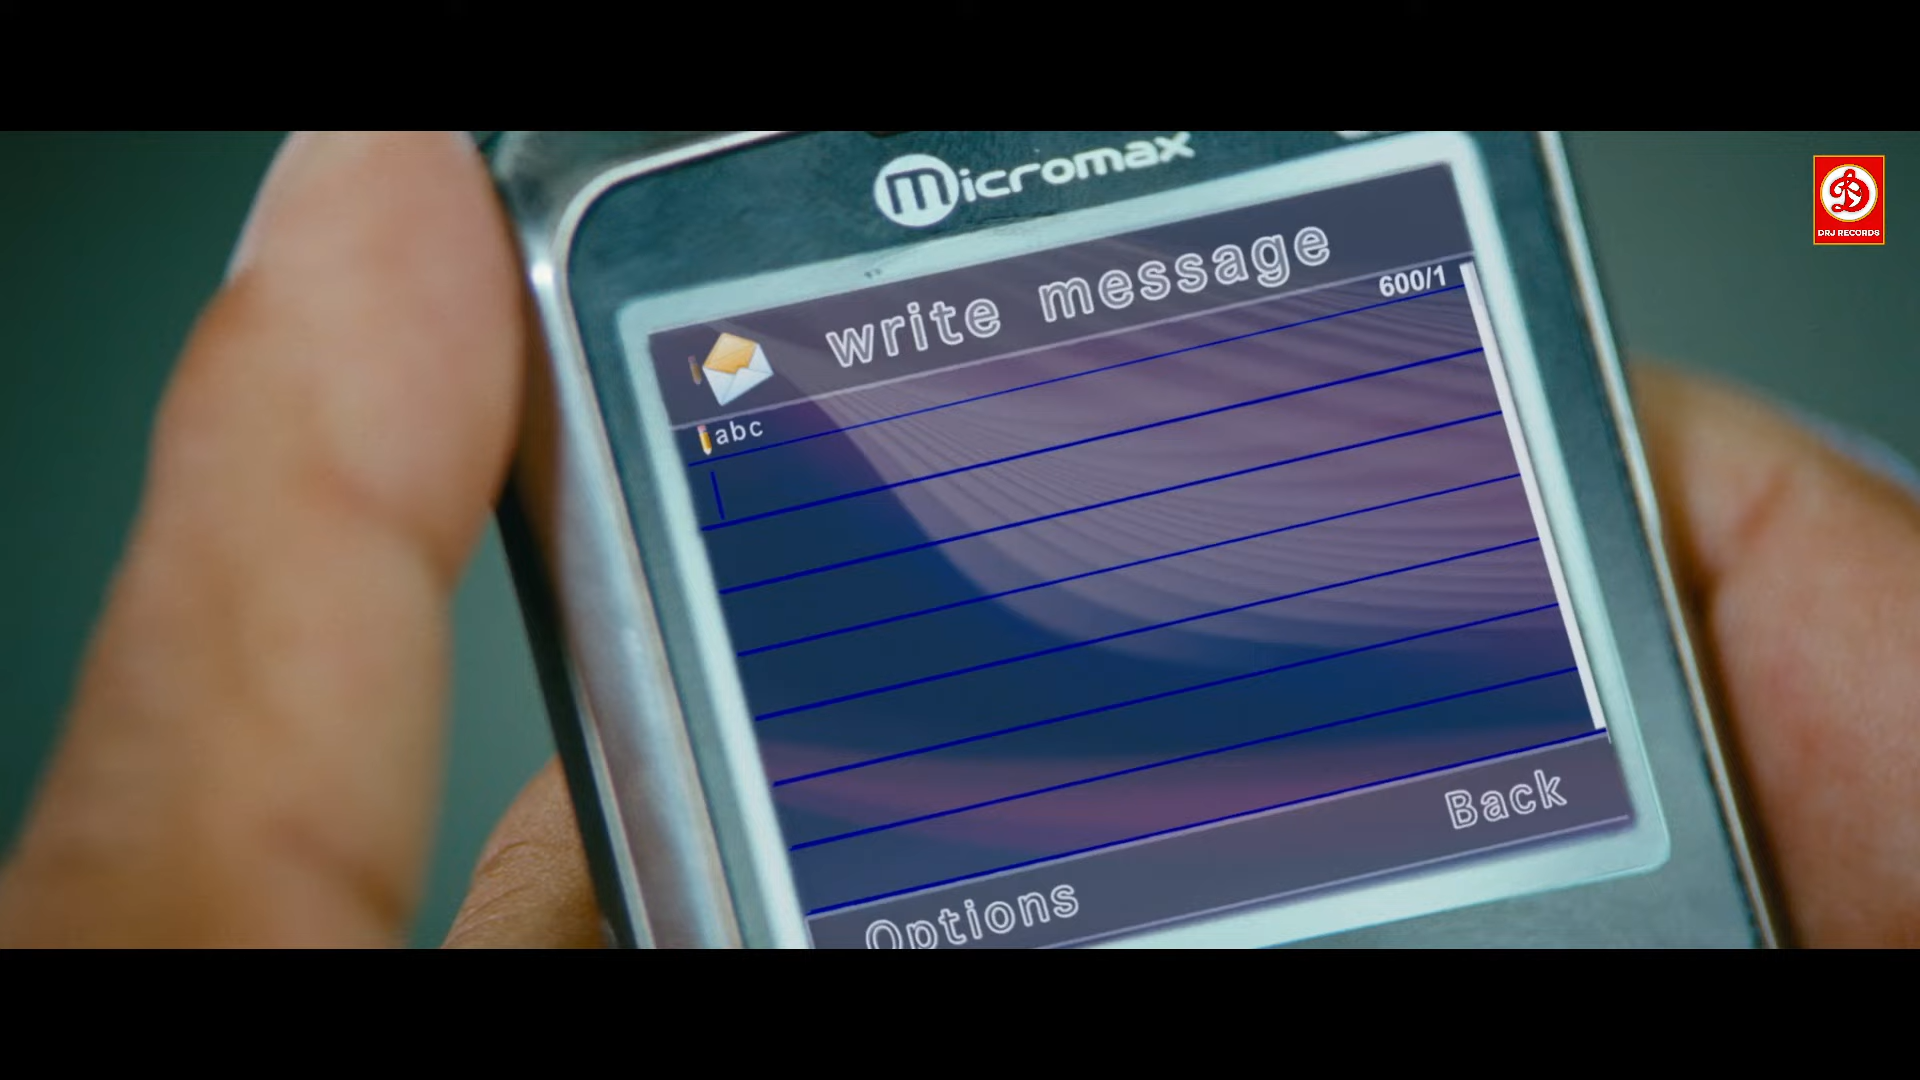 micromax
write message
600/1
abc
Back
Options
DRJ RECORDS